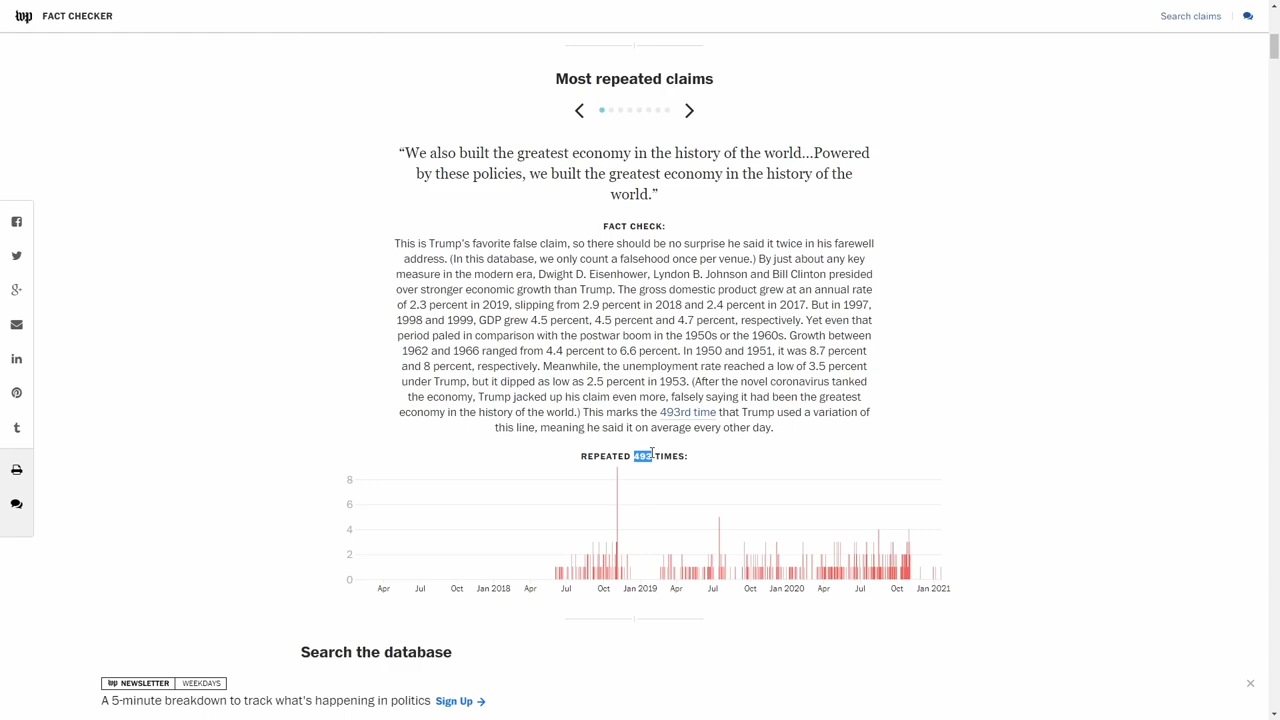 wp FACT CHECKER
Search claims
Most repeated claims
“We also built the greatest economy in the history of the world…Powered
by these policies, we built the greatest economy in the history of the
world.”
FACT CHECK:
This is Trump’s favorite false claim, so there should be no surprise he said it twice in his farewell
address. (In this database, we only count a falsehood once per venue.) By just about any key
measure in the modern era, Dwight D. Eisenhower, Lyndon B. Johnson and Bill Clinton presided
over stronger economic growth than Trump. The gross domestic product grew at an annual rate
of 2.3 percent in 2019, slipping from 2.9 percent in 2018 and 2.4 percent in 2017. But in 1997,
1998 and 1999, GDP grew 4.5 percent, 4.5 percent and 4.7 percent, respectively. Yet even that
period paled in comparison with the postwar boom in the 1950s or the 1960s. Growth between
1962 and 1966 ranged from 4.4 percent to 6.6 percent. In 1950 and 1951, it was 8.7 percent
and 8 percent, respectively. Meanwhile, the unemployment rate reached a low of 3.5 percent
under Trump, but it dipped as low as 2.5 percent in 1953. (After the novel coronavirus tanked
the economy, Trump jacked up his claim even more, falsely saying it had been the greatest
economy in the history of the world.) This marks the 493rd time that Trump used a variation of
this line, meaning he said it on average every other day.
REPEATED 493 TIMES:
8
6
4
2
0
Apr Jul Oct Jan 2018 Apr Jul Oct Jan 2019 Apr Jul Oct Jan 2020 Apr Jul Oct Jan 2021
Search the database
wp NEWSLETTER WEEKDAYS
A 5-minute breakdown to track what's happening in politics Sign Up